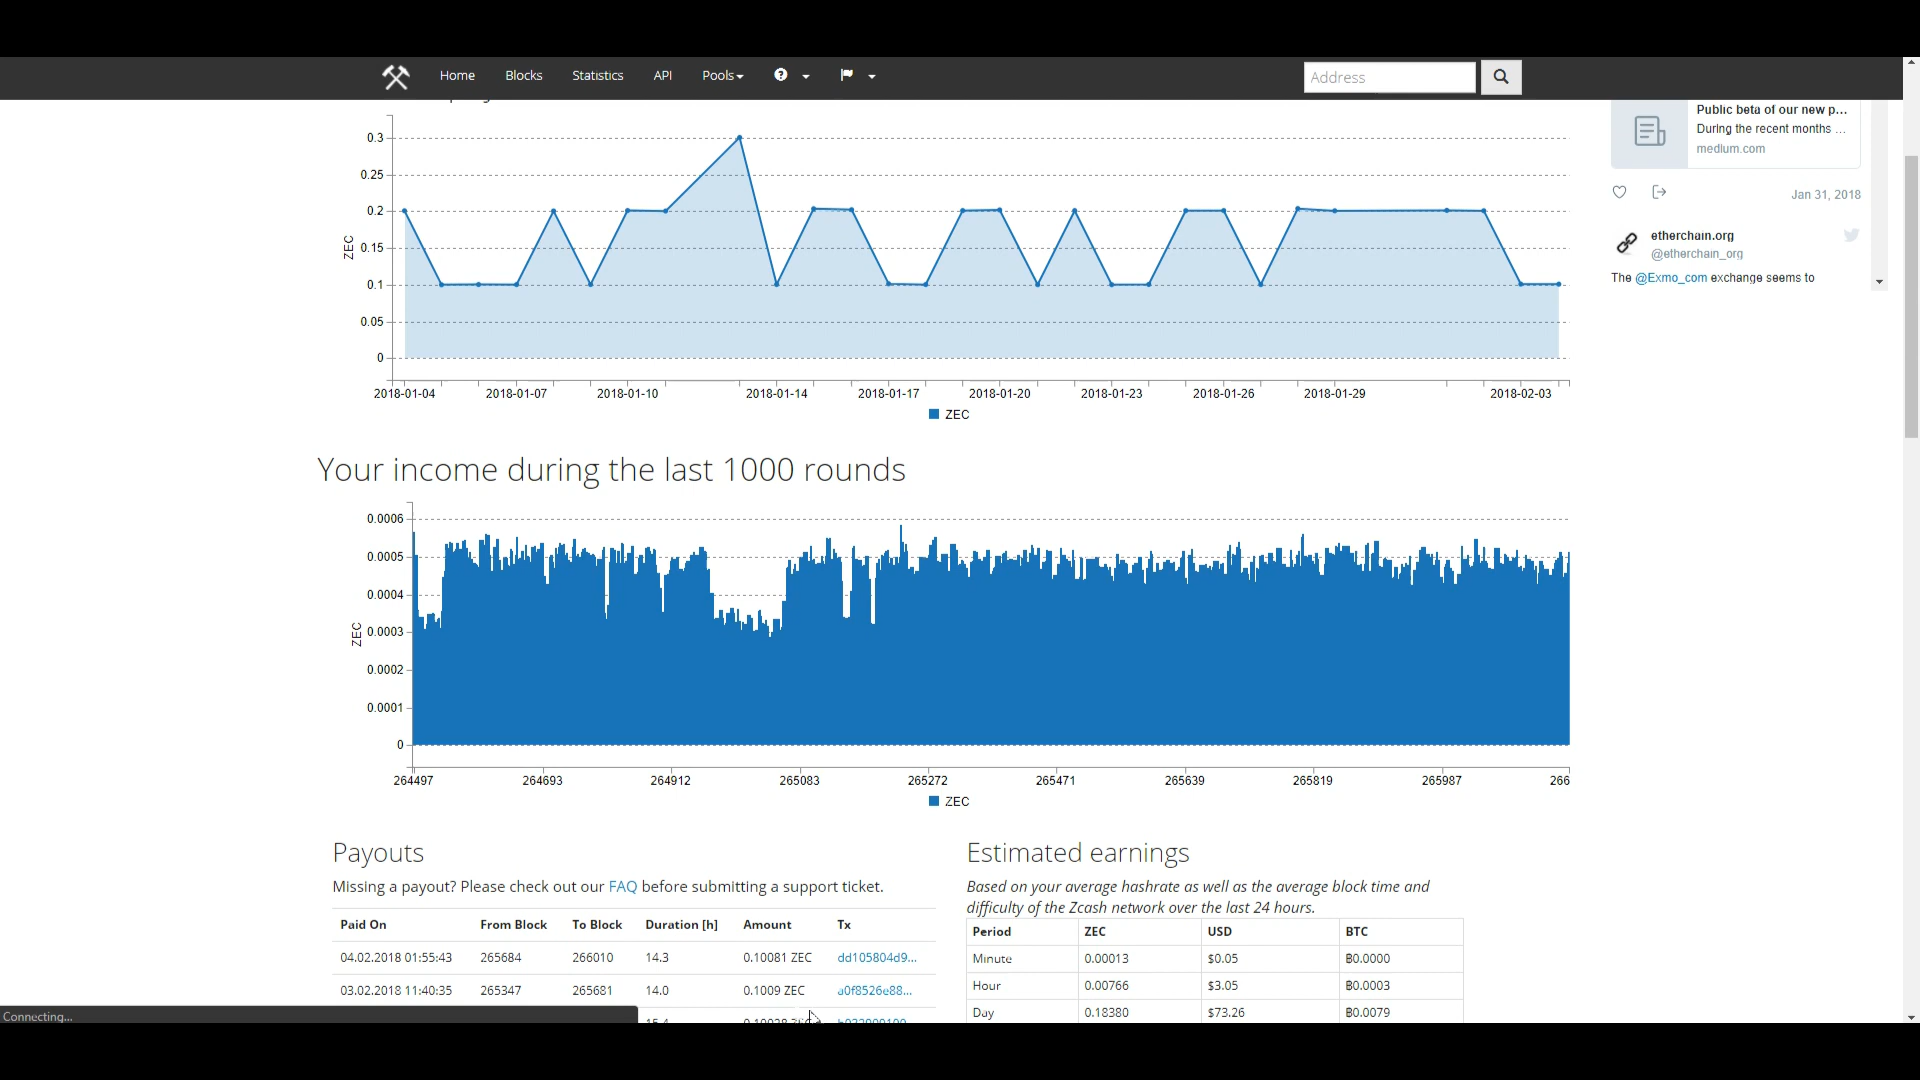 Home Blocks Statistics API Pools Address
0.3
0.25
0.2
0.15
0.1
0.05
0
ZEC
2018-01-04 2018-01-07 2018-01-10 2018-01-14 2018-01-17 2018-01-20 2018-01-23 2018-01-26 2018-01-29 2018-02-03
ZEC
Public beta of our new p...
During the recent months ...
medium.com
Jan 31, 2018
etherchain.org
@etherchain_org
The @Exmo_com exchange seems to
Your income during the last 1000 rounds
0.0006
0.0005
0.0004
0.0003
0.0002
0.0001
0
ZEC
264497 264693 264912 265083 265272 265471 265639 265819 265987 266
ZEC
Payouts
Missing a payout? Please check out our FAQ before submitting a support ticket.
Paid On From Block To Block Duration [h] Amount Tx
04.02.2018 01:55:43 265684 266010 14.3 0.10081 ZEC dd105804d9...
03.02.2018 11:40:35 265347 265681 14.0 0.1009 ZEC a0f8526e88...
Estimated earnings
Based on your average hashrate as well as the average block time and
difficulty of the Zcash network over the last 24 hours.
Period ZEC USD BTC
Minute 0.00013 $0.05 Ƀ0.0000
Hour 0.00766 $3.05 Ƀ0.0003
Day 0.18380 $73.26 Ƀ0.0079
Connecting...